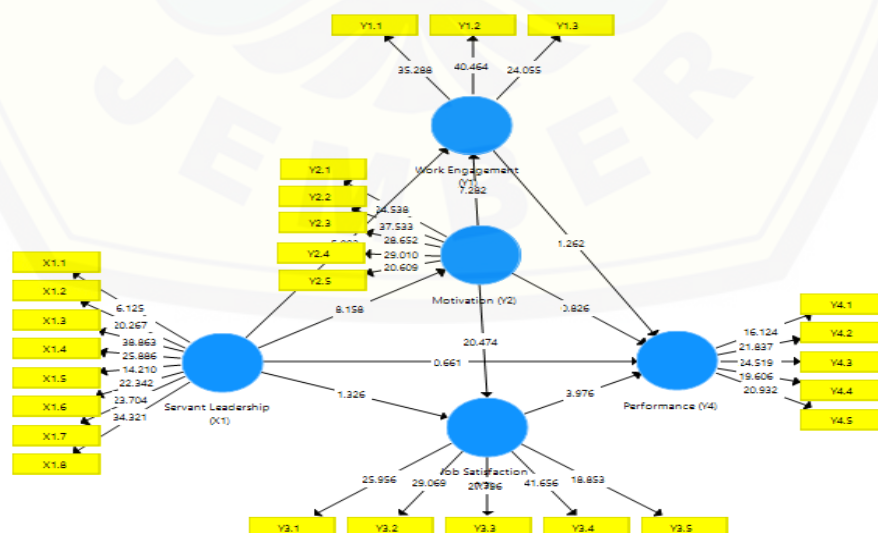 Y1.1
Y1.2
Y1.3
35.288
40.464
24.055
JEMBER
Work Engagement
7.282
Y2.1
Y2.2
Y2.3
Y2.4
Y2.5
37.533
28.652
29.010
20.609
Motivation (Y2)
1.262
8.158
0.826
20.474
X1.1
X1.2
X1.3
X1.4
X1.5
X1.6
X1.7
X1.8
6.125
20.267
38.863
25.886
14.210
22.342
23.704
34.321
Servant Leadership
(X1)
0.661
1.326
3.976
Y4.1
Y4.2
Y4.3
Y4.4
Y4.5
16.124
21.837
24.519
19.606
20.932
Performance (Y4)
Job Satisfaction
25.956
29.069
41.656
18.853
Y3.1
Y3.2
Y3.3
Y3.4
Y3.5